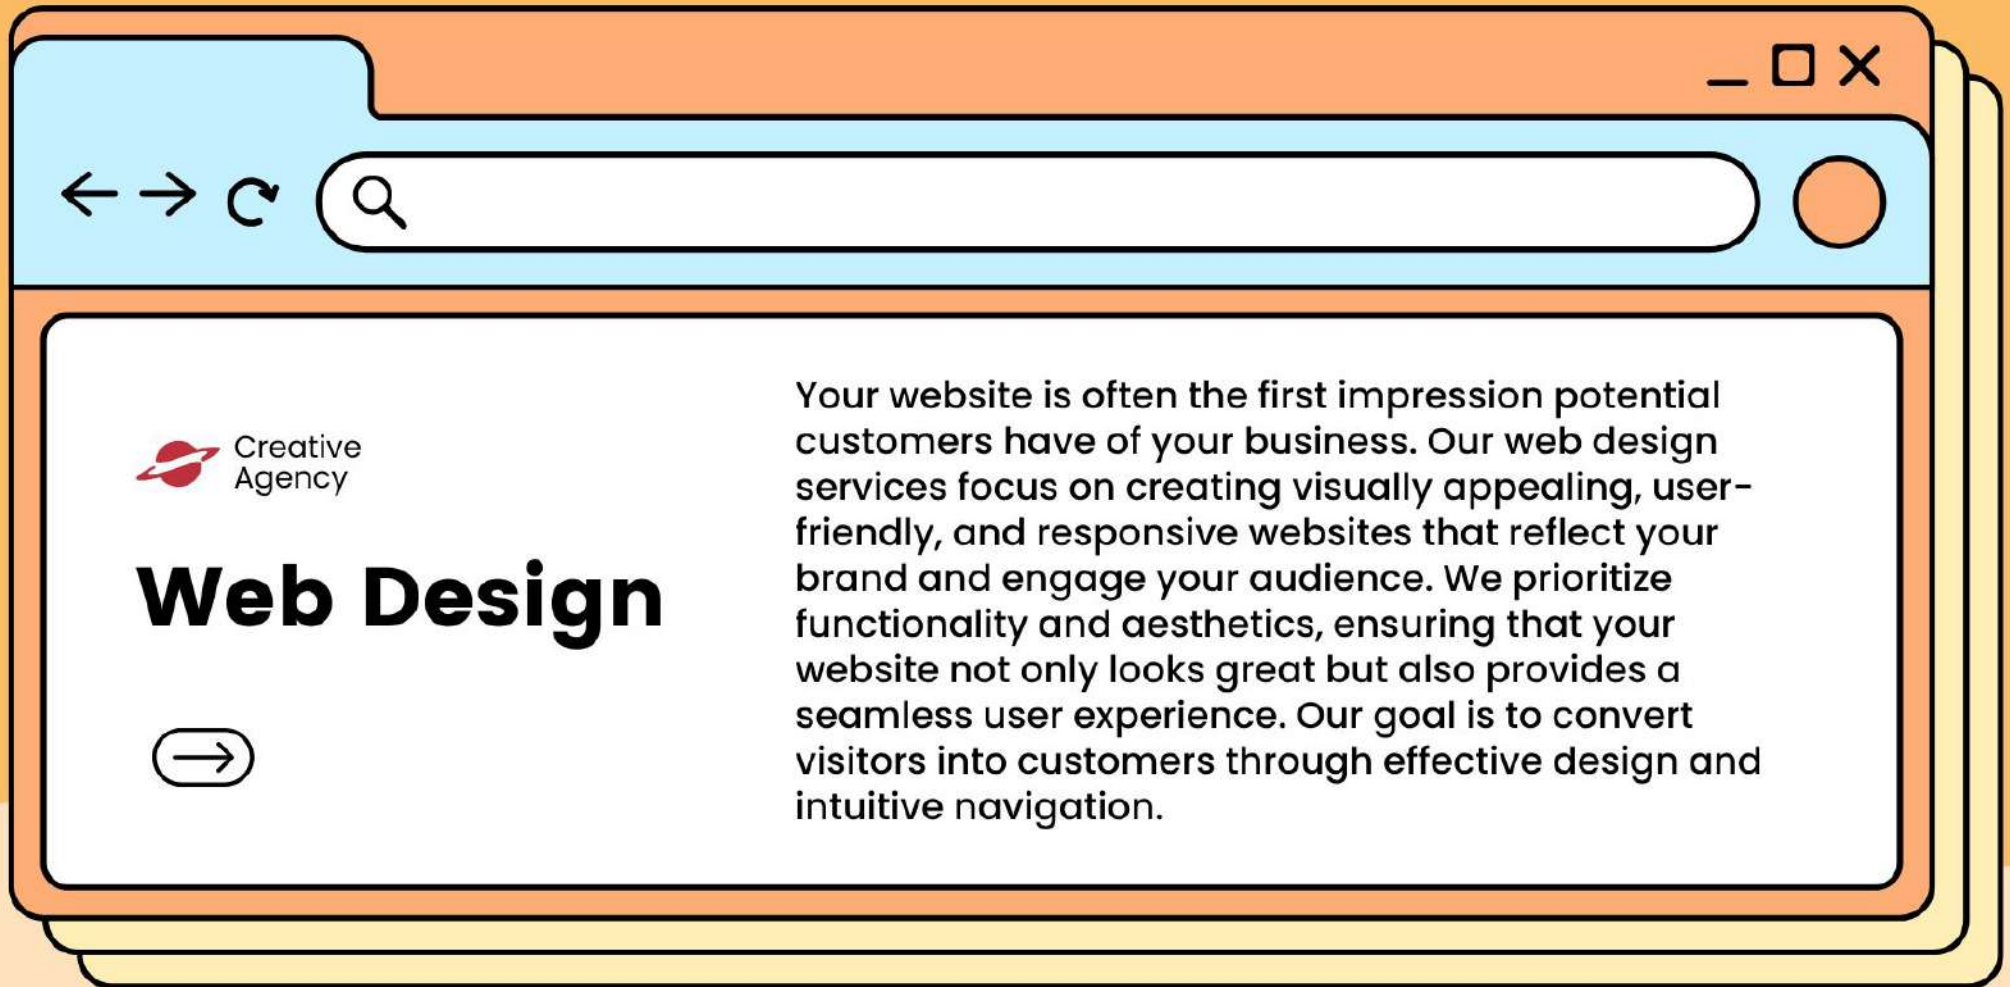 Creative
Agency
Web Design
Your website is often the first impression potential
customers have of your business. Our web design
services focus on creating visually appealing, user-
friendly, and responsive websites that reflect your
brand and engage your audience. We prioritize
functionality and aesthetics, ensuring that your
website not only looks great but also provides a
seamless user experience. Our goal is to convert
visitors into customers through effective design and
intuitive navigation.